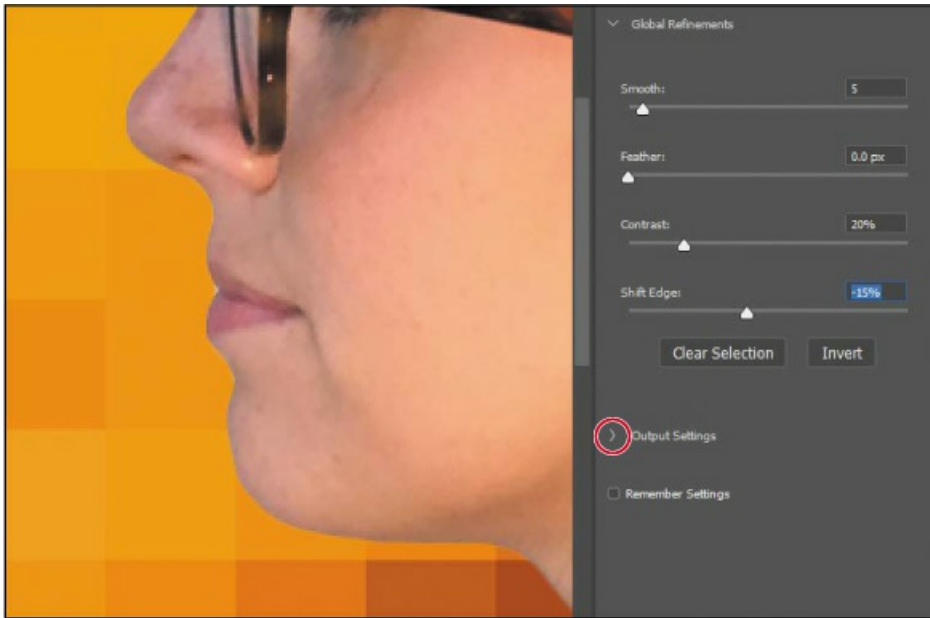 Global Refinements
Smooth: 5
Feather: 0.0 px
Contrast: 20%
Shift Edge: -15%
Clear Selection Invert
Output Settings
Remember Settings